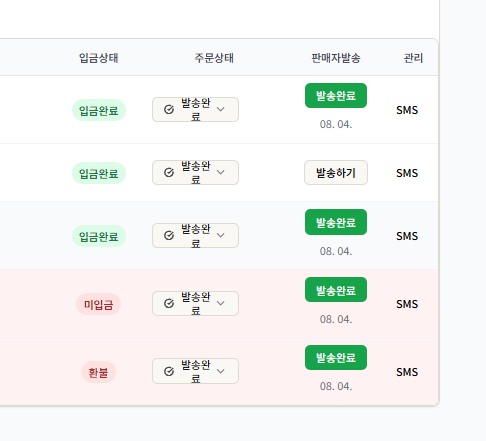 입금상태 주문상태 판매자발송 관리
입금완료 발송완
료 발송완료
08. 04. SMS
입금완료 발송완
료 발송하기 SMS
입금완료 발송완
료 발송완료
08. 04. SMS
미입금 발송완
료 발송완료
08. 04. SMS
환불 발송완
료 발송완료
08. 04. SMS